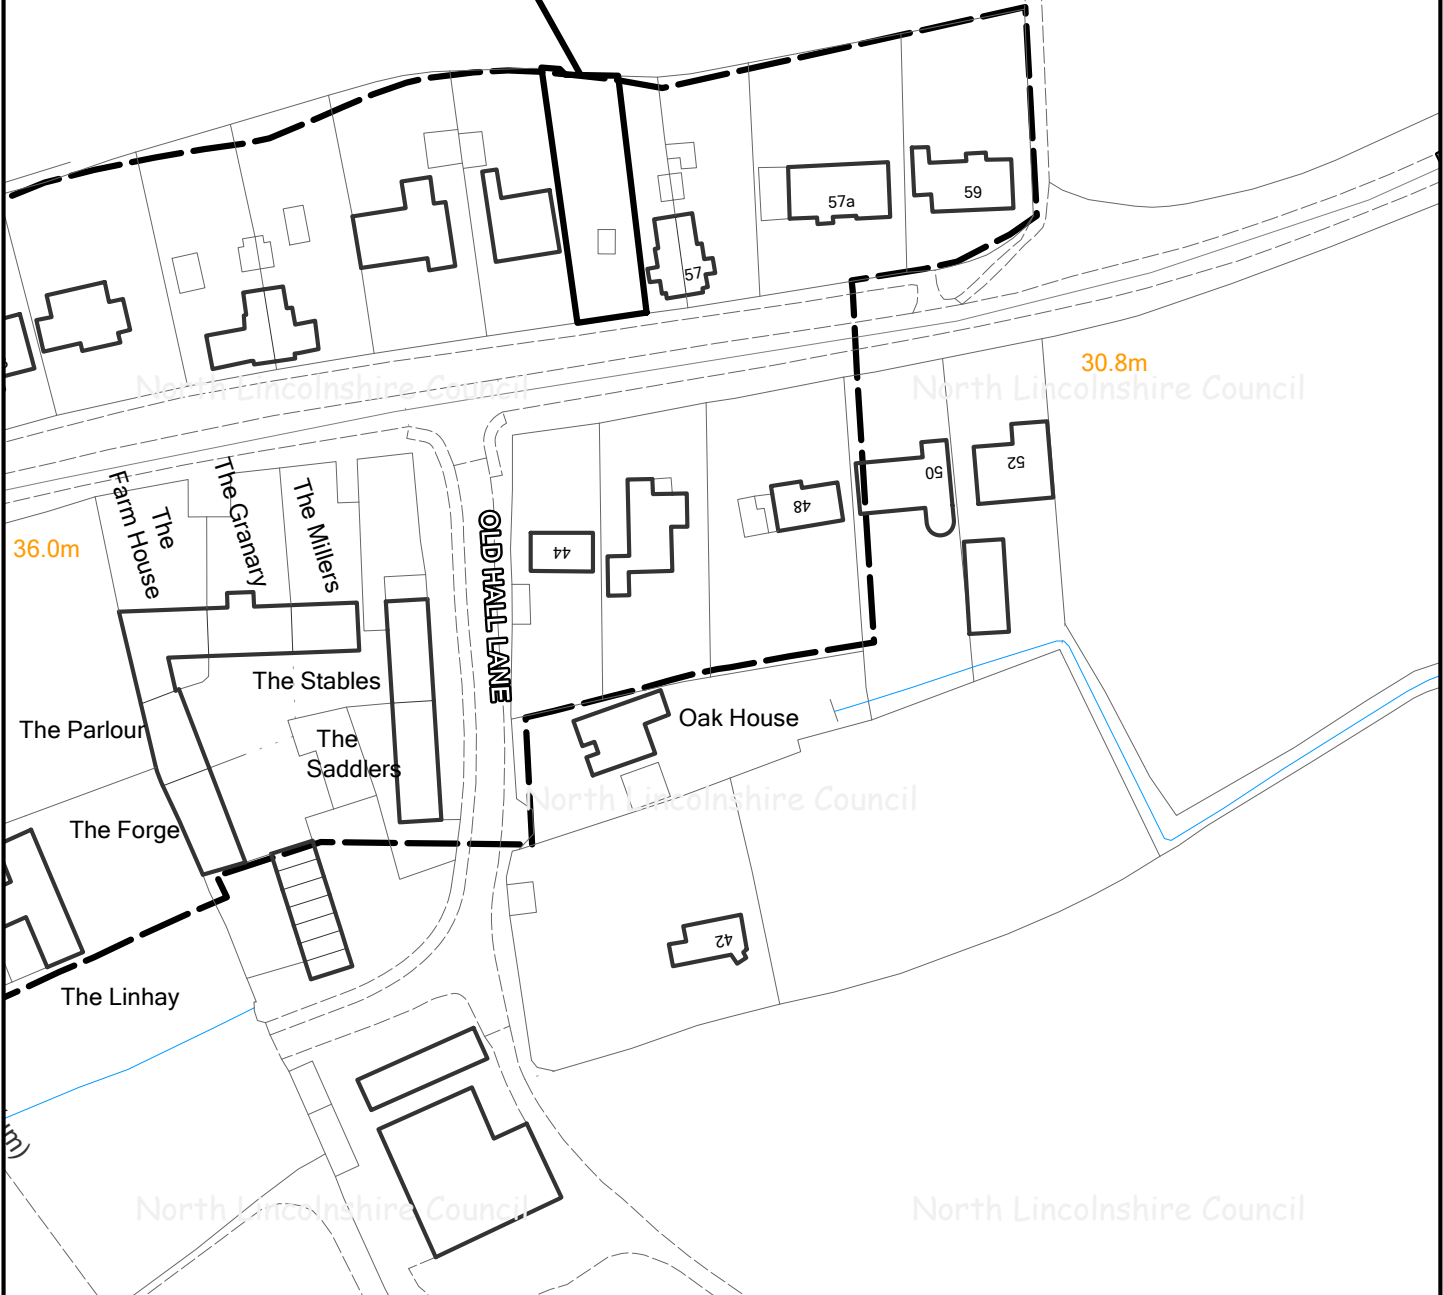 57a
59
57
30.8m
North Lincolnshire Council
North Lincolnshire Council
The
Farm House
The Granary
The Millers
36.0m
OLD HALL LANE
44
48
50
52
The Stables
The Parlour
The
Saddlers
Oak House
North Lincolnshire Council
The Forge
42
The Linhay
m)
North Lincolnshire Council
North Lincolnshire Council